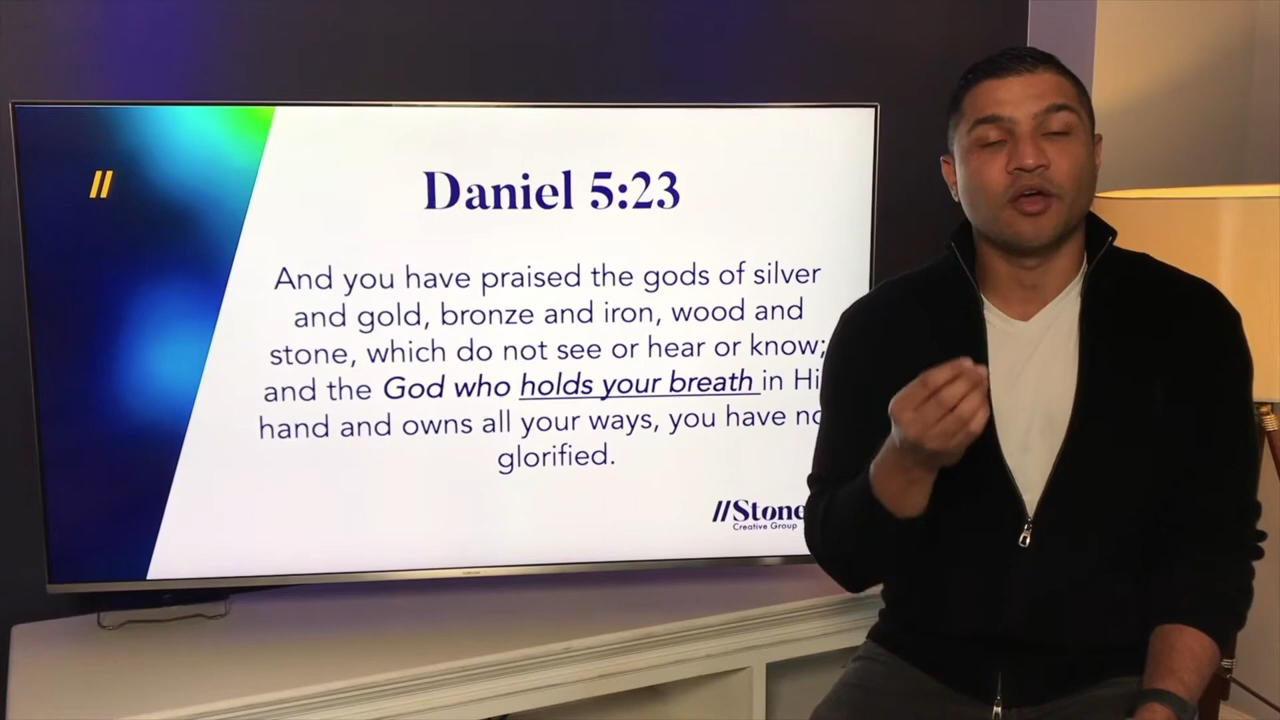 //
Daniel 5:23
And you have praised the gods of silver
and gold, bronze and iron, wood and
stone, which do not see or hear or know;
and the God who holds your breath in Hi
hand and owns all your ways, you have no
glorified.
//Stone
Creative Group